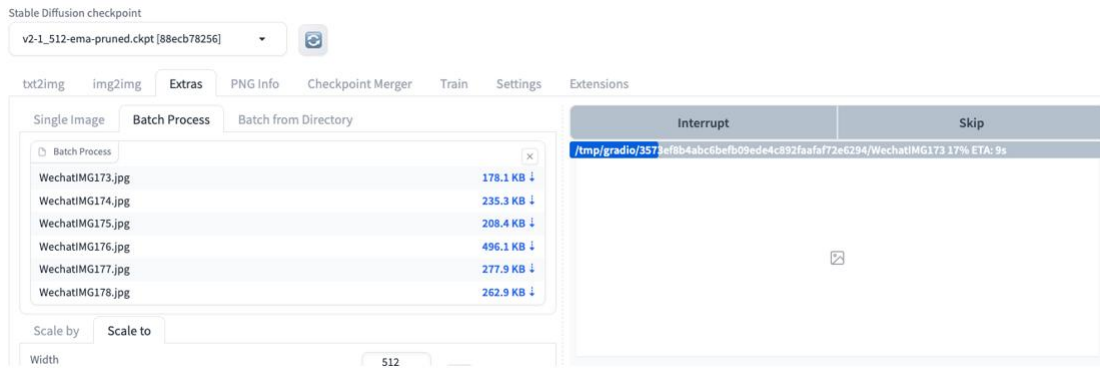 Stable Diffusion checkpoint
v2-1_512-ema-pruned.ckpt [88ecb78256]
txt2img img2img Extras PNG Info Checkpoint Merger Train Settings Extensions
Single Image Batch Process Batch from Directory
Interrupt Skip
Batch Process
/tmp/gradio/3573ef8b4abc6befb09ede4c892faafaf72e6294/WechatIMG173 17% ETA: 9s
WechatIMG173.jpg 178.1 KB ↓
WechatIMG174.jpg 235.3 KB ↓
WechatIMG175.jpg 208.4 KB ↓
WechatIMG176.jpg 496.1 KB ↓
WechatIMG177.jpg 277.9 KB ↓
WechatIMG178.jpg 262.9 KB ↓
Scale by Scale to
Width 512